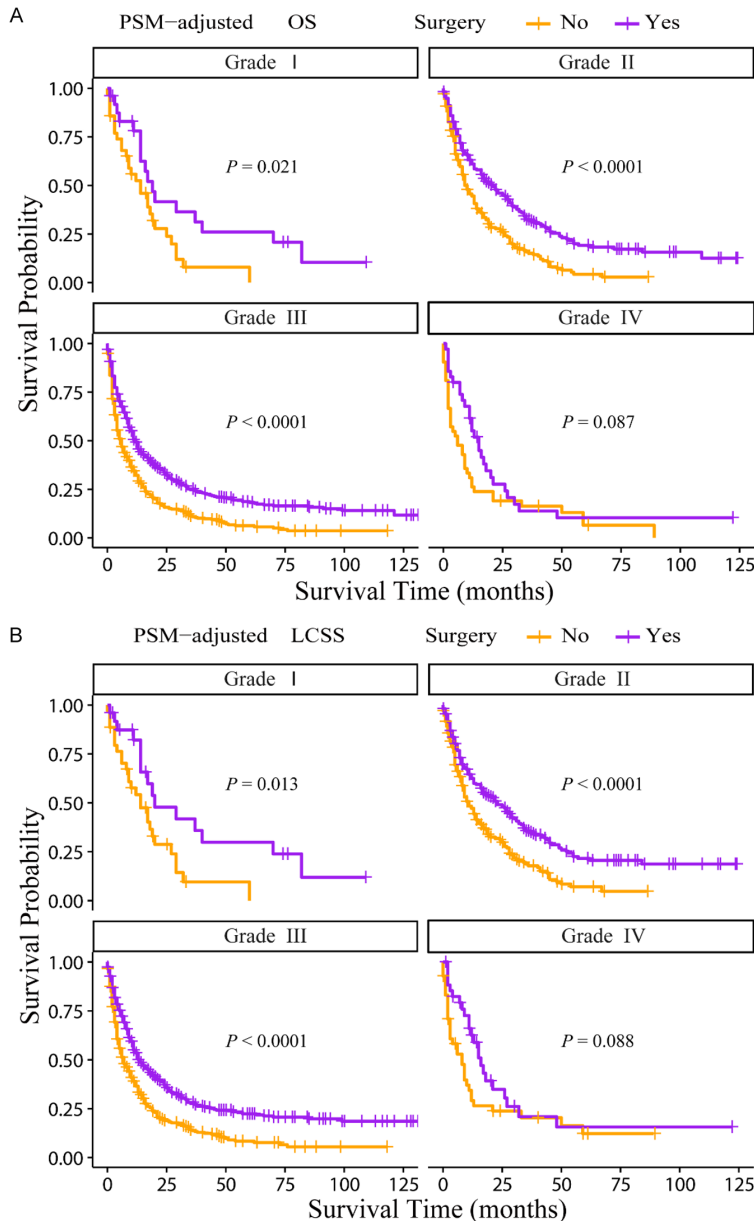 A
PSM−adjusted OS Surgery No Yes
Grade Ⅰ Grade Ⅱ
1.00
0.75
0.50
0.25
0.00
P = 0.021 P < 0.0001
Grade Ⅲ Grade Ⅳ
1.00
0.75
0.50
0.25
0.00
P < 0.0001 P = 0.087
Survival Probability
0 25 50 75 100 125 0 25 50 75 100 125
Survival Time (months)
B
PSM−adjusted LCSS Surgery No Yes
Grade Ⅰ Grade Ⅱ
1.00
0.75
0.50
0.25
0.00
P = 0.013 P < 0.0001
Grade Ⅲ Grade Ⅳ
1.00
0.75
0.50
0.25
0.00
P < 0.0001 P = 0.088
Survival Probability
0 25 50 75 100 125 0 25 50 75 100 125
Survival Time (months)